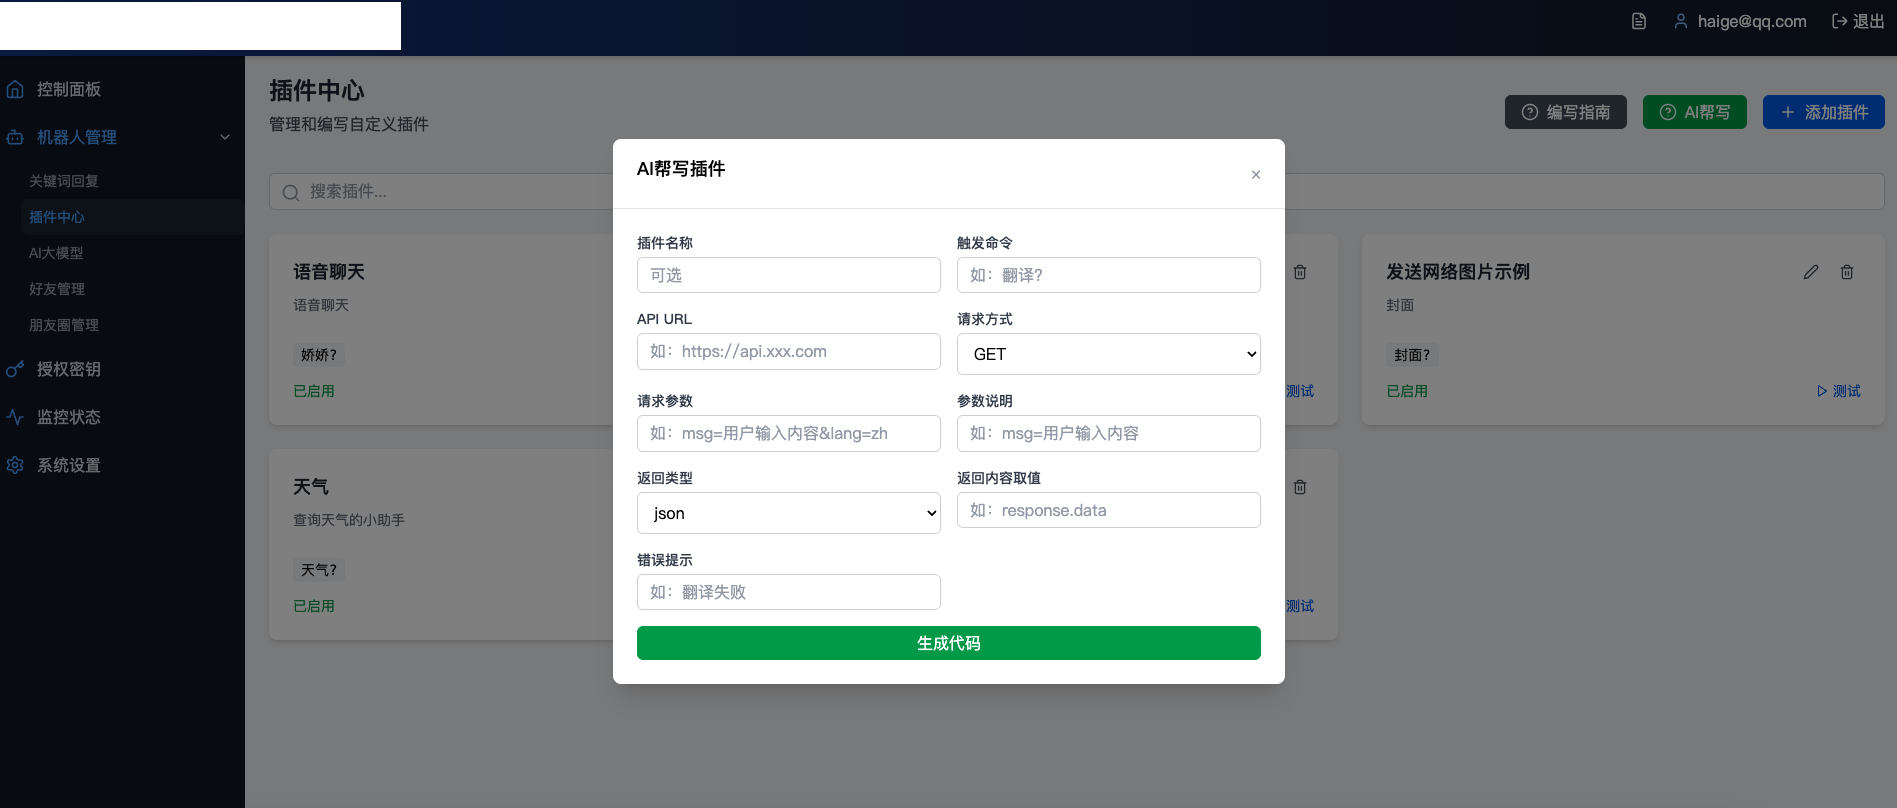 haige@qq.com
退出
控制面板
机器人管理
关键词回复
插件中心
AI大模型
好友管理
朋友圈管理
授权密钥
监控状态
系统设置
插件中心
管理和编写自定义插件
编写指南
AI帮写
添加插件
搜索插件...
语音聊天
语音聊天
娇娇?
已启用
测试
发送网络图片示例
封面
封面?
已启用
测试
天气
查询天气的小助手
天气?
已启用
测试
AI帮写插件
×
插件名称
可选
触发命令
如：翻译?
API URL
如：https://api.xxx.com
请求方式
GET
请求参数
如：msg=用户输入内容&lang=zh
参数说明
如：msg=用户输入内容
返回类型
json
返回内容取值
如：response.data
错误提示
如：翻译失败
生成代码